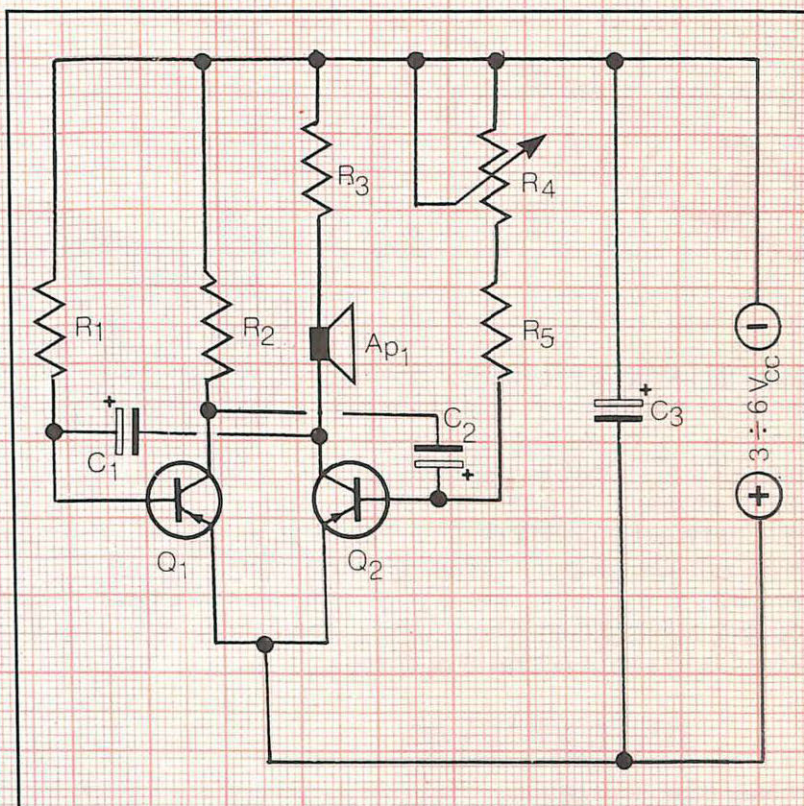 R3
R4
R1
R2
Ap1
R5
C1
C2
C3
Q1
Q2
3 ÷ 6 Vcc
+
+
+
−
+